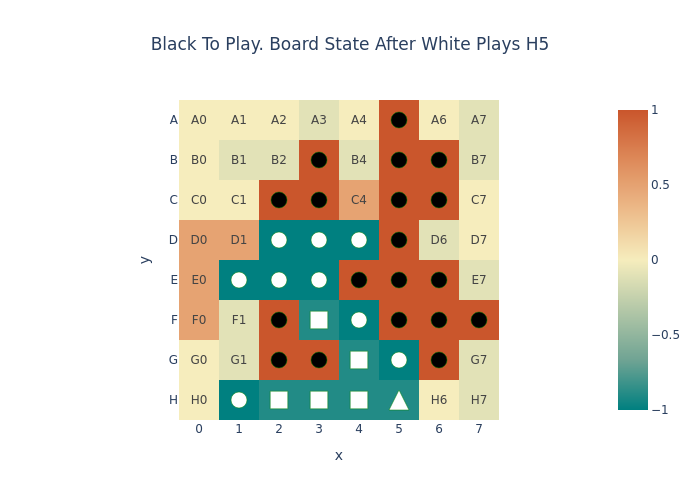 Black To Play. Board State After White Plays H5
A A0 A1 A2 A3 A4 A6 A7
B B0 B1 B2 B4 B7
C C0 C1 C4 C7
D D0 D1 D6 D7
E E0 E7
F F0 F1
G G0 G1 G7
H H0 H6 H7
0 1 2 3 4 5 6 7
x
y
1
0.5
0
−0.5
−1